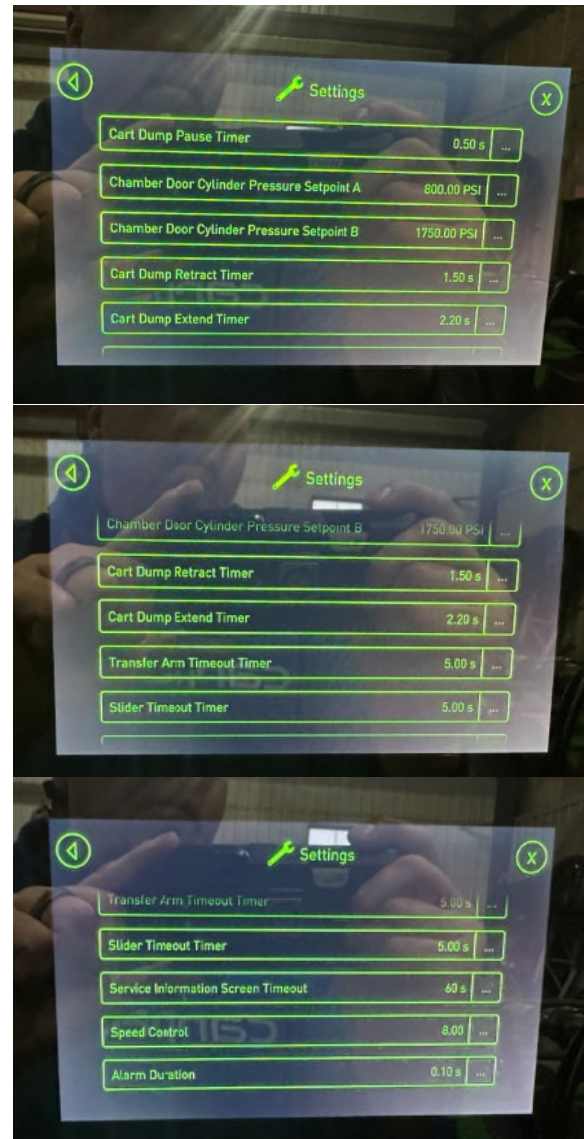 Settings
X
Cart Dump Pause Timer 0.50 s ...
Chamber Door Cylinder Pressure Setpoint A 800.00 PSI ...
Chamber Door Cylinder Pressure Setpoint B 1750.00 PSI ...
Cart Dump Retract Timer 1.50 s ...
Cart Dump Extend Timer 2.20 s ...
Settings
X
Chamber Door Cylinder Pressure Setpoint B 1750.00 PSI ...
Cart Dump Retract Timer 1.50 s ...
Cart Dump Extend Timer 2.20 s ...
Transfer Arm Timeout Timer 5.00 s ...
Slider Timeout Timer 5.00 s ...
Settings
X
Transfer Arm Timeout Timer 5.00 s ...
Slider Timeout Timer 5.00 s ...
Service Information Screen Timeout 60 s ...
Speed Control 8.00 ...
Alarm Duration 0.10 s ...